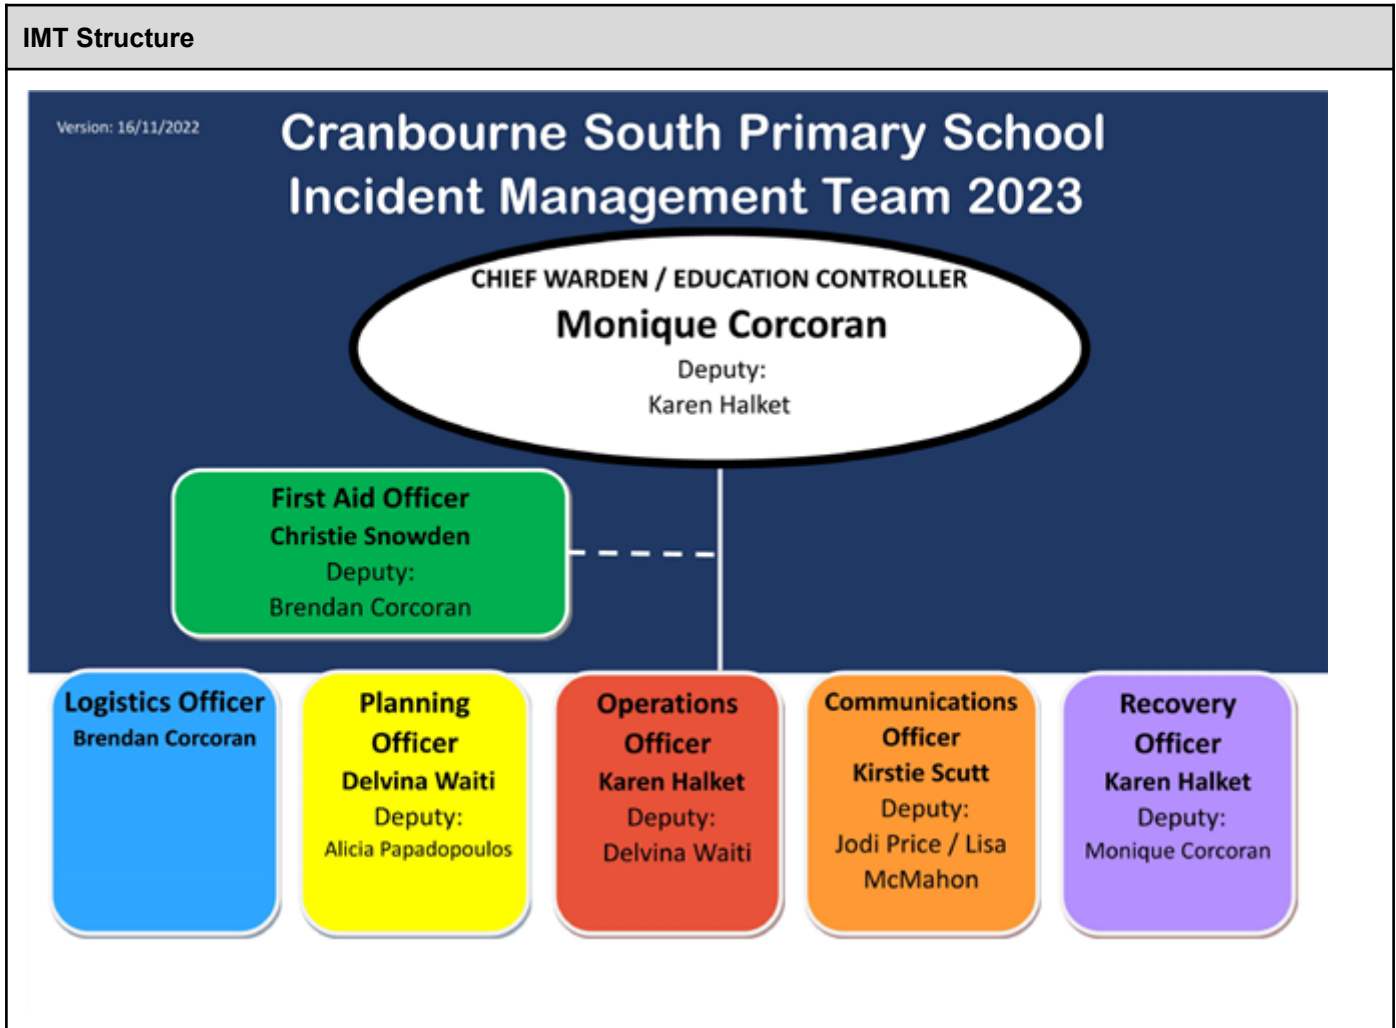 IMT Structure
Version: 16/11/2022
Cranbourne South Primary School
Incident Management Team 2023
CHIEF WARDEN / EDUCATION CONTROLLER
Monique Corcoran
Deputy:
Karen Halket
First Aid Officer
Christie Snowden
Deputy:
Brendan Corcoran
Logistics Officer
Brendan Corcoran
Planning
Officer
Delvina Waiti
Deputy:
Alicia Papadopoulos
Operations
Officer
Karen Halket
Deputy:
Delvina Waiti
Communications
Officer
Kirstie Scutt
Deputy:
Jodi Price / Lisa
McMahon
Recovery
Officer
Karen Halket
Deputy:
Monique Corcoran